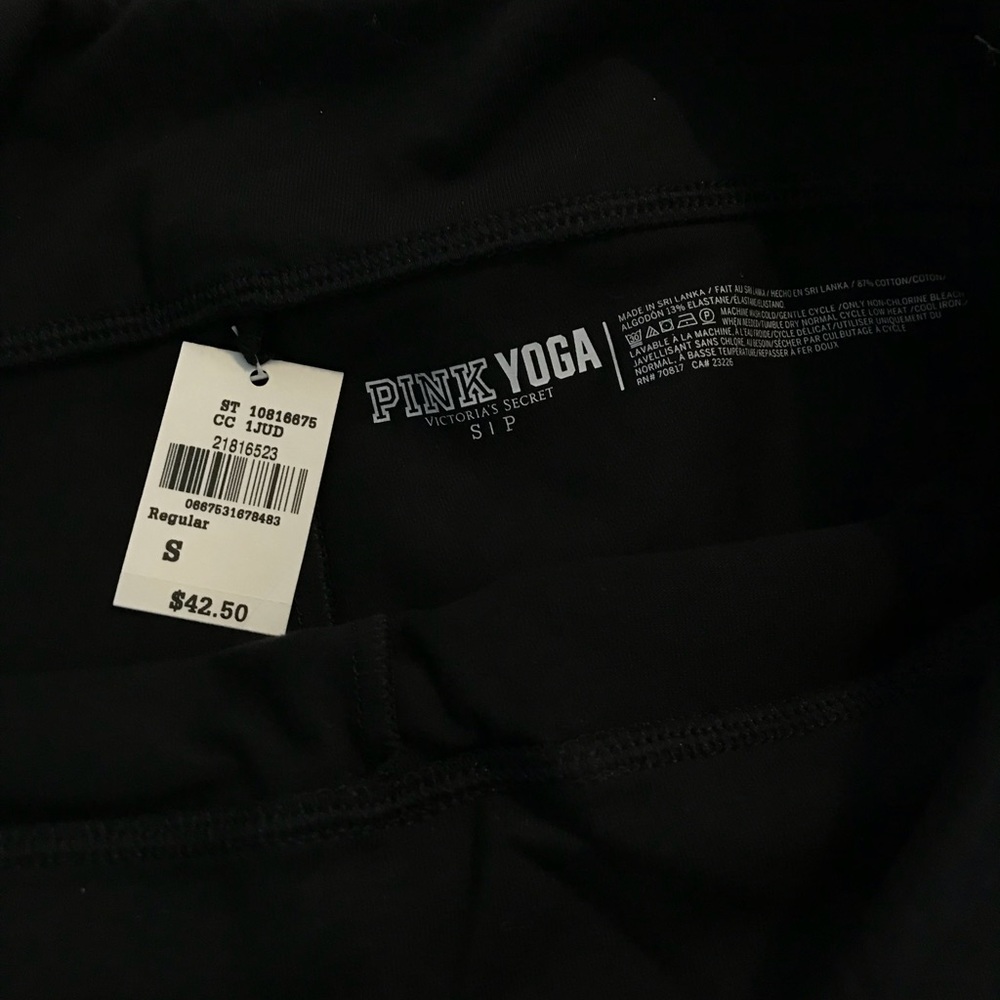 ST 10816675
CC 1JUD
21816523
0667531678483
Regular
S
$42.50
PINK YOGA
VICTORIA'S SECRET
S | P
MADE IN SRI LANKA / FAIT AU SRI LANKA / HECHO EN SRI LANKA / 87% COTTON/COTON/
ALGODÓN 13% ELASTANE/ÉLASTHANNE/ELASTANO
MACHINE WASH COLD/GENTLE CYCLE /ONLY NON-CHLORINE BLEACH
WHEN NEEDED/TUMBLE DRY NORMAL CYCLE LOW HEAT / COOL IRON /
LAVABLE À LA MACHINE, À L'EAU FROIDE/CYCLE DÉLICAT/UTILISER UNIQUEMENT DU
JAVELLISANT SANS CHLORE, AU BESOIN/SÉCHER PAR CULBUTAGE À CYCLE
NORMAL, À BASSE TEMPÉRATURE/REPASSER À FER DOUX
RN# 70817 CA# 23226